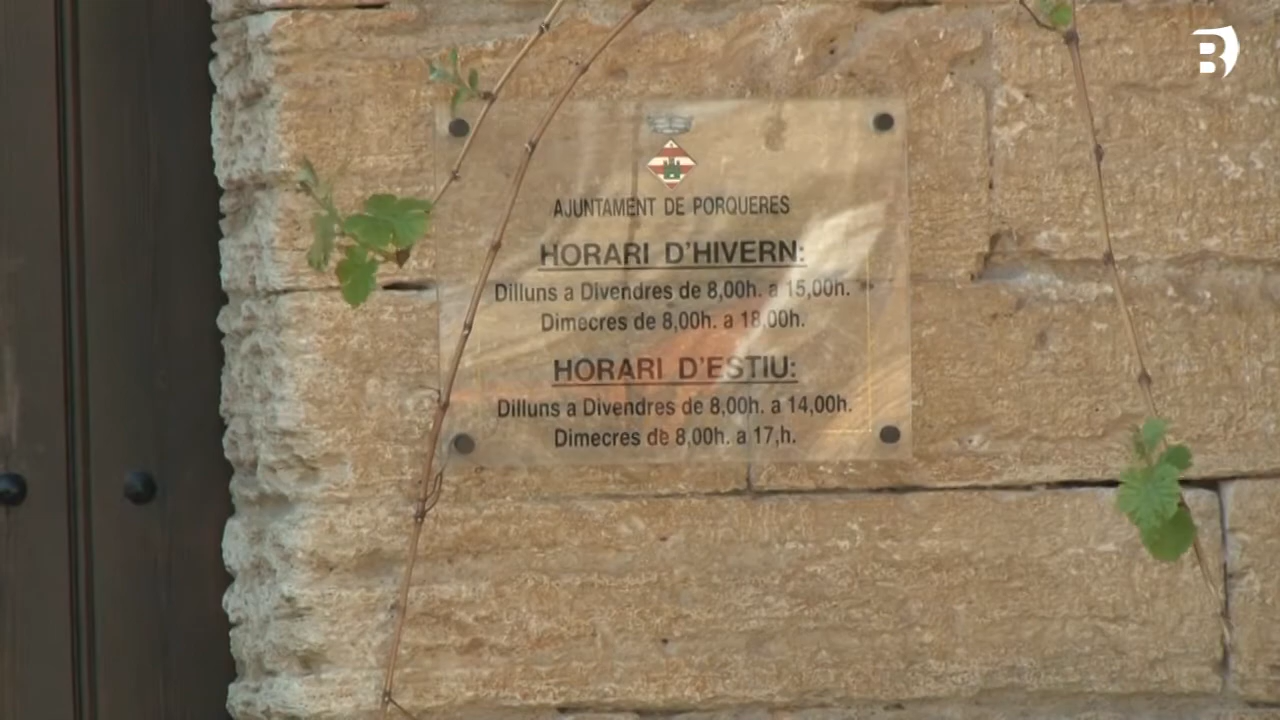 B
AJUNTAMENT DE PORQUERES
HORARI D'HIVERN:
Dilluns a Divendres de 8,00h. a 15,00h.
Dimecres de 8,00h. a 18,00h.
HORARI D'ESTIU:
Dilluns a Divendres de 8,00h. a 14,00h.
Dimecres de 8,00h. a 17,h.